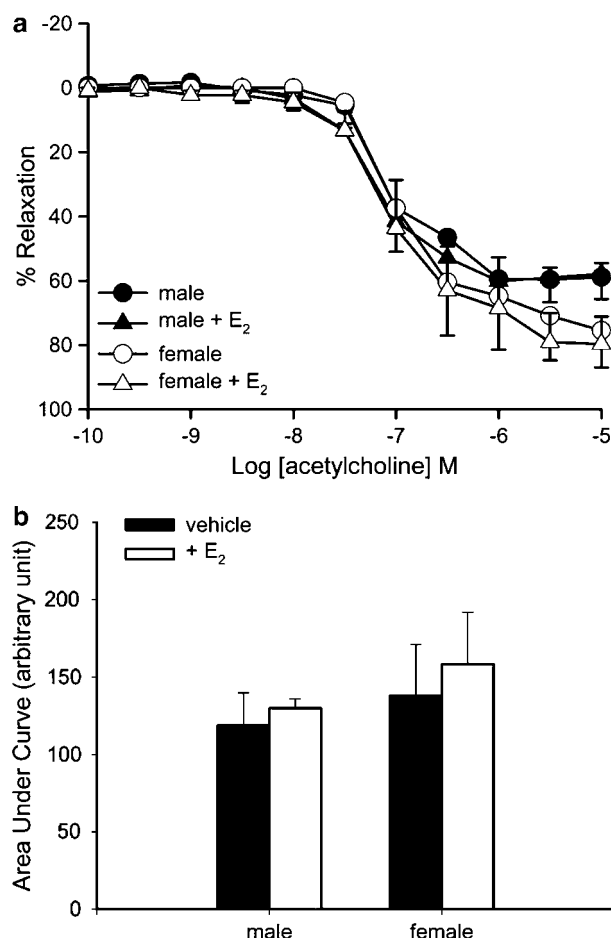 a
-20
0
20
40
60
80
100
% Relaxation
male
male + E₂
female
female + E₂
-10 -9 -8 -7 -6 -5
Log [acetylcholine] M
b
250
200
150
100
50
0
Area Under Curve (arbitrary unit)
vehicle
+ E₂
male female